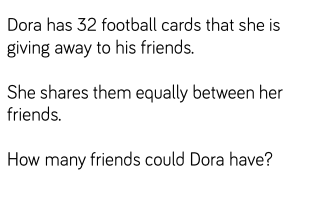 Dora has 32 football cards that she is
giving away to his friends.
She shares them equally between her
friends.
How many friends could Dora have?